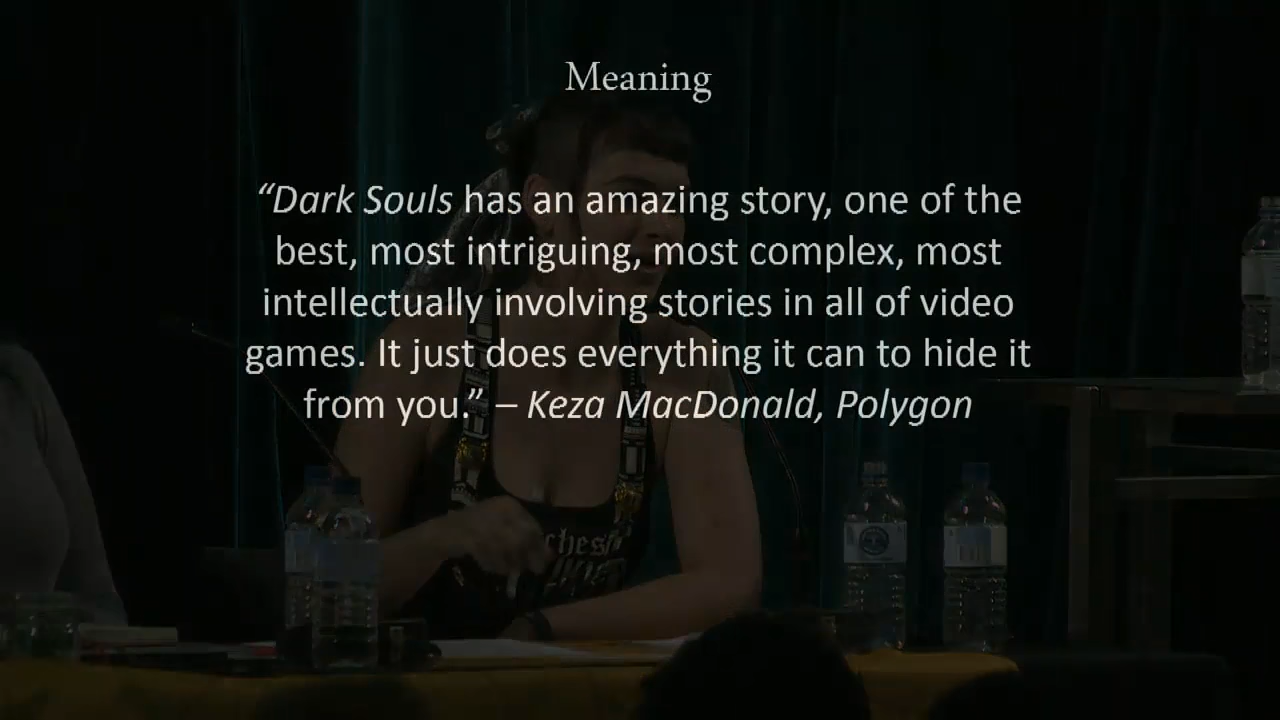 Meaning
“Dark Souls has an amazing story, one of the
best, most intriguing, most complex, most
intellectually involving stories in all of video
games. It just does everything it can to hide it
from you.” – Keza MacDonald, Polygon